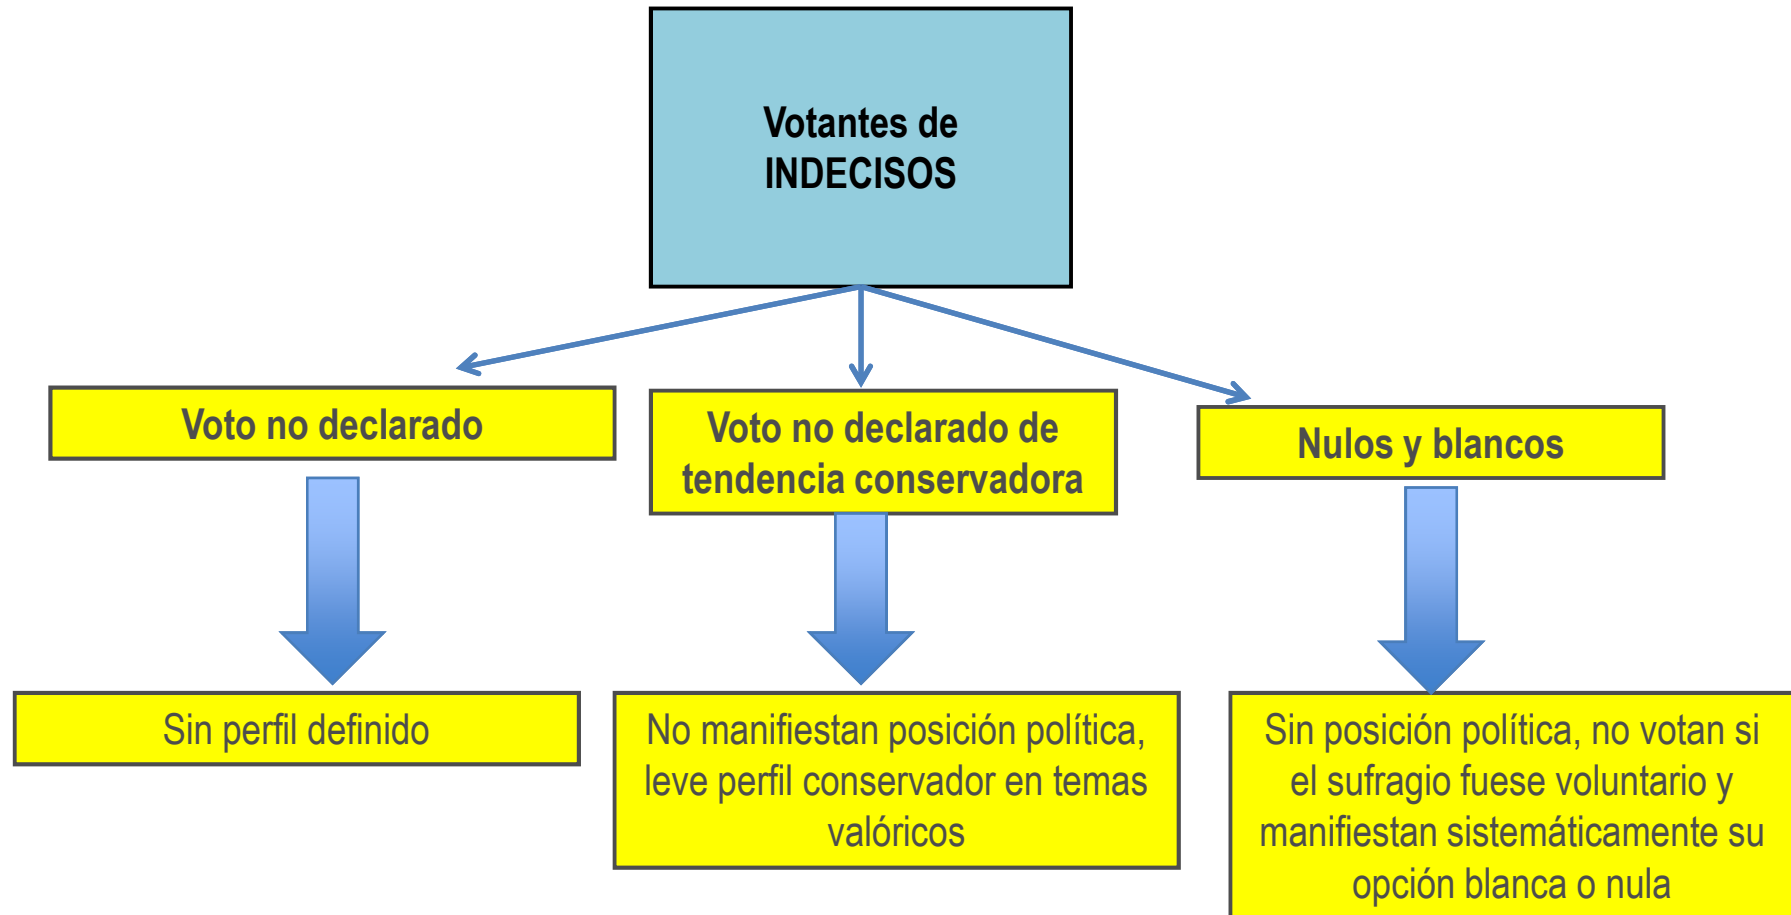 Votantes de
INDECISOS
Voto no declarado
Voto no declarado de
tendencia conservadora
Nulos y blancos
Sin perfil definido
No manifiestan posición política,
leve perfil conservador en temas
valóricos
Sin posición política, no votan si
el sufragio fuese voluntario y
manifiestan sistemáticamente su
opción blanca o nula